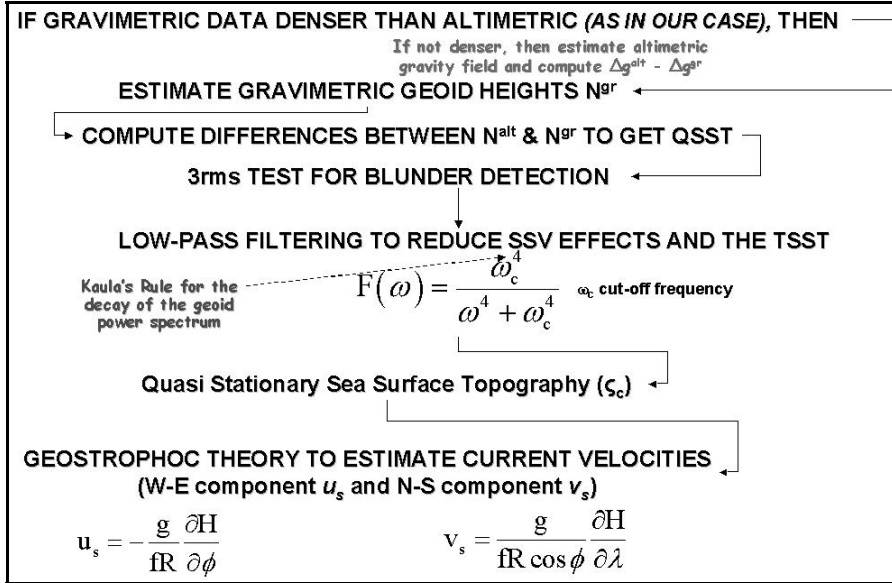 IF GRAVIMETRIC DATA DENSER THAN ALTIMETRIC (AS IN OUR CASE), THEN
If not denser, then estimate altimetric
gravity field and compute Δg^alt - Δg^gr
ESTIMATE GRAVIMETRIC GEOID HEIGHTS N^gr
COMPUTE DIFFERENCES BETWEEN N^alt & N^gr TO GET QSST
3rms TEST FOR BLUNDER DETECTION
LOW-PASS FILTERING TO REDUCE SSV EFFECTS AND THE TSST
Kaula's Rule for the
decay of the geoid
power spectrum
F(ω) = ω_c^4 / (ω^4 + ω_c^4)
ω_c cut-off frequency
Quasi Stationary Sea Surface Topography (ς_c)
GEOSTROPHOC THEORY TO ESTIMATE CURRENT VELOCITIES
(W-E component u_s and N-S component v_s)
u_s = - g/fR ∂H/∂ϕ
v_s = g/(fR cos ϕ) ∂H/∂λ